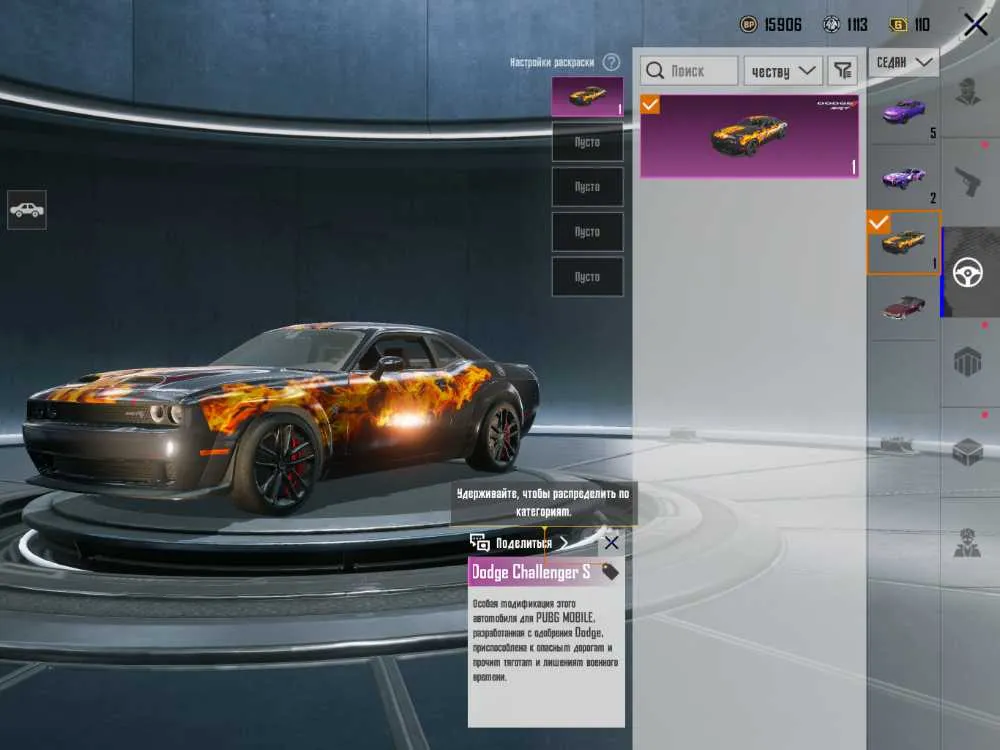 BP 15906 1113 G 110
Настройки раскраски ?
Поиск
честву
СЕДАН
1
DODGE
SRT
1
Пусто
Пусто
Пусто
Пусто
5
2
1
Удерживайте, чтобы распределить по
категориям.
Поделиться
Dodge Challenger S
Особая модификация этого
автомобиля для PUBG MOBILE,
разработанная с одобрения Dodge,
приспособлена к опасным дорогам и
прочим тяготам и лишениям военного
времени.